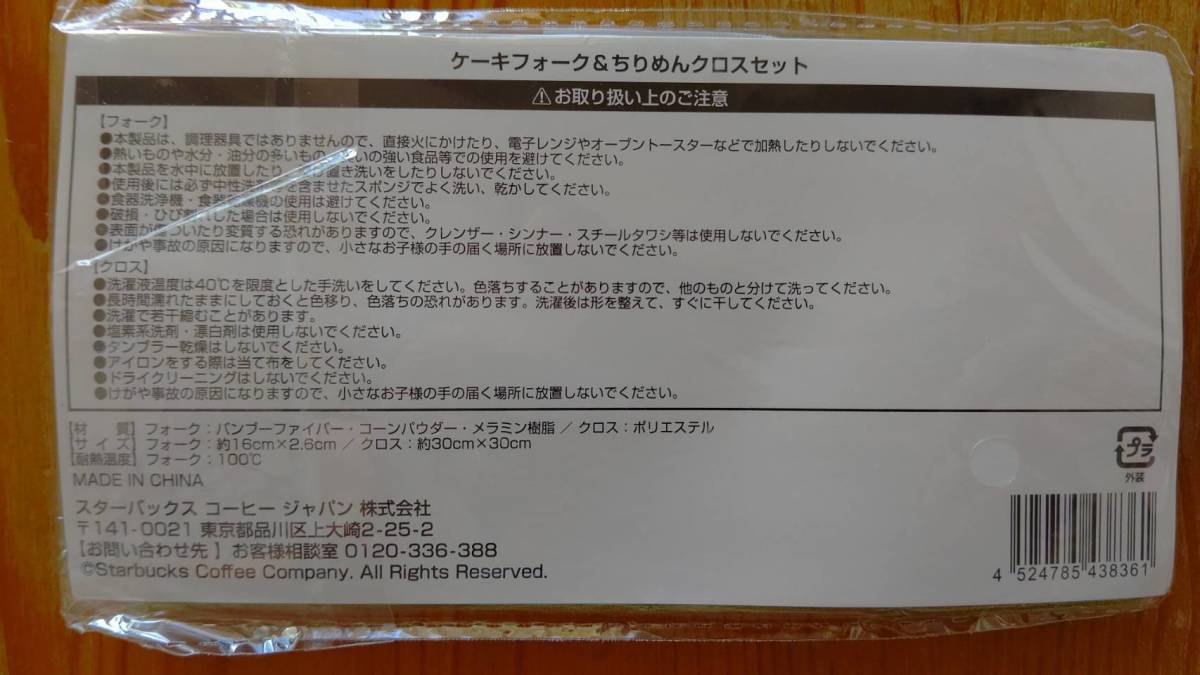 ケーキフォーク＆ちりめんクロスセット
⚠お取り扱い上のご注意
【フォーク】
●本製品は、調理器具ではありませんので、直接火にかけたり、電子レンジやオーブントースターなどで加熱したりしないでください。
●熱いものや水分・油分の多いもの、いの強い食品等での使用を避けてください。
●本製品を水中に放置したり、置き洗いをしたりしないでください。
●使用後には必ず中性洗を含ませたスポンジでよく洗い、乾かしてください。
●食器洗浄機・食器乾燥機の使用は避けてください。
●破損・ひび割れした場合は使用しないでください。
●表面が傷ついたり変質する恐れがありますので、クレンザー・シンナー・スチールタワシ等は使用しないでください。
●けがや事故の原因になりますので、小さなお子様の手の届く場所に放置しないでください。
【クロス】
●洗濯液温度は40℃を限度とした手洗いをしてください。色落ちすることがありますので、他のものと分けて洗ってください。
●長時間濡れたままにしておくと色移り、色落ちの恐れがあります。洗濯後は形を整えて、すぐに干してください。
●洗濯で若干縮むことがあります。
●塩素系洗剤・漂白剤は使用しないでください。
●タンブラー乾燥はしないでください。
●アイロンをする際は当て布をしてください。
●ドライクリーニングはしないでください。
●けがや事故の原因になりますので、小さなお子様の手の届く場所に放置しないでください。
【材 質】フォーク：バンブーファイバー・コーンパウダー・メラミン樹脂 / クロス：ポリエステル
【サイズ】フォーク：約16cm×2.6cm / クロス：約30cm×30cm
【耐熱温度】フォーク：100℃
MADE IN CHINA
プラ
外装
スターバックス コーヒー ジャパン 株式会社
〒141-0021 東京都品川区上大崎2-25-2
【お問い合わせ先】お客様相談室 0120-336-388
©Starbucks Coffee Company. All Rights Reserved.
4 524785 438361